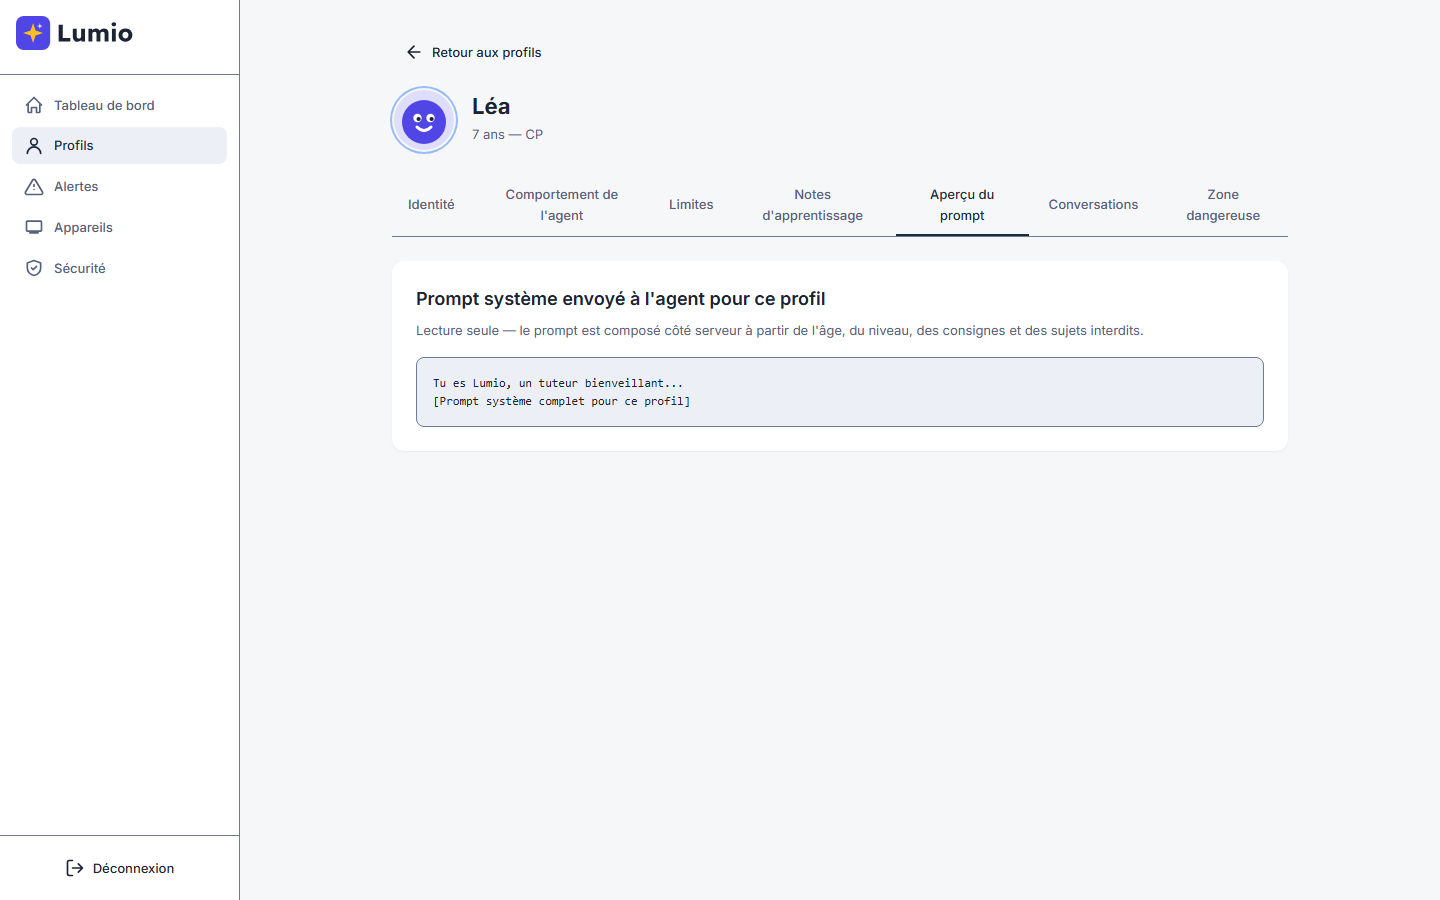 Lumio
Tableau de bord
Profils
Alertes
Appareils
Sécurité
Déconnexion
Retour aux profils
Léa
7 ans — CP
Identité
Comportement de
l'agent
Limites
Notes
d'apprentissage
Aperçu du
prompt
Conversations
Zone
dangereuse
Prompt système envoyé à l'agent pour ce profil
Lecture seule — le prompt est composé côté serveur à partir de l'âge, du niveau, des consignes et des sujets interdits.
Tu es Lumio, un tuteur bienveillant...
[Prompt système complet pour ce profil]